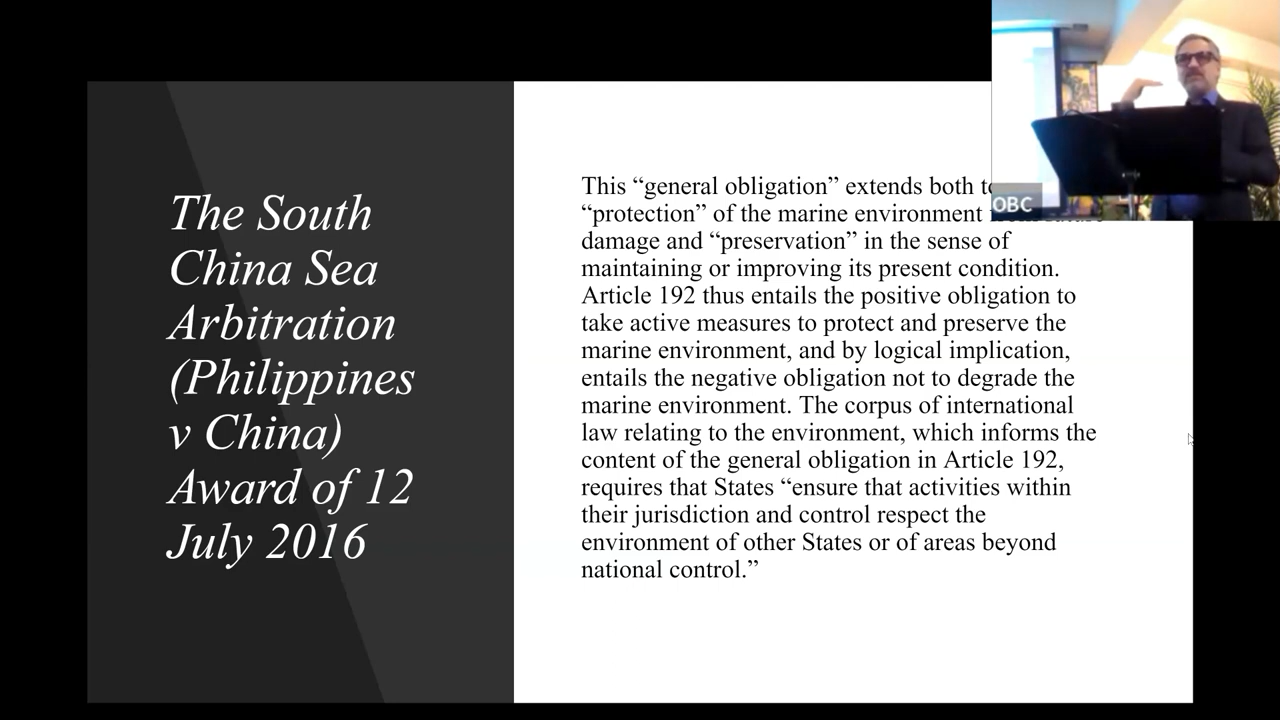 The South
China Sea
Arbitration
(Philippines
v China)
Award of 12
July 2016
This “general obligation” extends both
“protection” of the marine environment
damage and “preservation” in the sense of
maintaining or improving its present condition.
Article 192 thus entails the positive obligation to
take active measures to protect and preserve the
marine environment, and by logical implication,
entails the negative obligation not to degrade the
marine environment. The corpus of international
law relating to the environment, which informs the
content of the general obligation in Article 192,
requires that States “ensure that activities within
their jurisdiction and control respect the
environment of other States or of areas beyond
national control.”
OBC